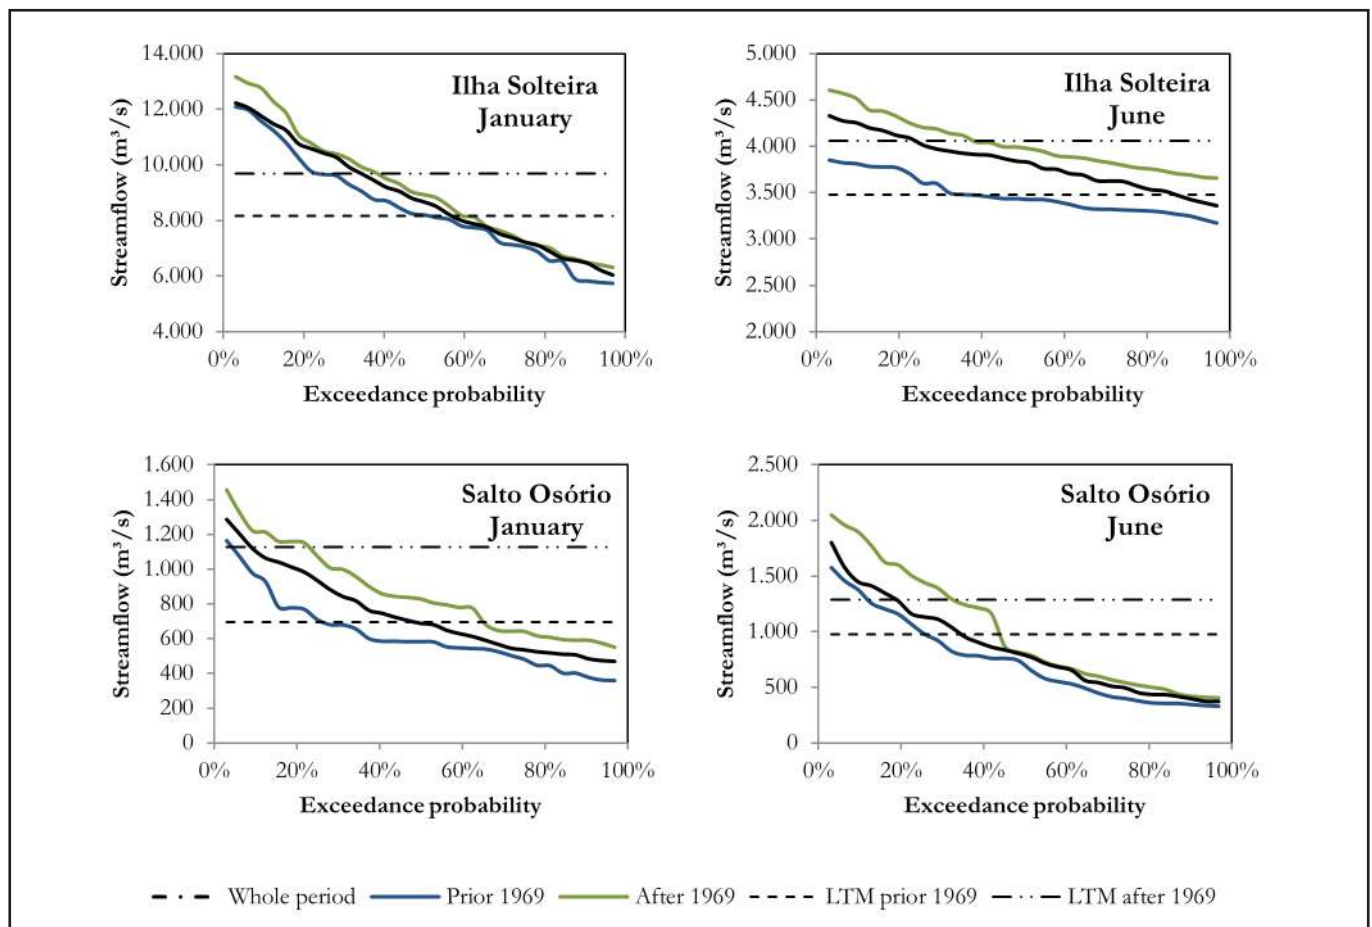 14.000
12.000
10.000
8.000
6.000
4.000
Streamflow (m³/s)
Ilha Solteira
January
0% 20% 40% 60% 80% 100%
Exceedance probability
5.000
4.500
4.000
3.500
3.000
2.500
2.000
Streamflow (m³/s)
Ilha Solteira
June
0% 20% 40% 60% 80% 100%
Exceedance probability
1.600
1.400
1.200
1.000
800
600
400
200
0
Streamflow (m³/s)
Salto Osório
January
0% 20% 40% 60% 80% 100%
Exceedance probability
2.500
2.000
1.500
1.000
500
0
Streamflow (m³/s)
Salto Osório
June
0% 20% 40% 60% 80% 100%
Exceedance probability
Whole period Prior 1969 After 1969 LTM prior 1969 LTM after 1969